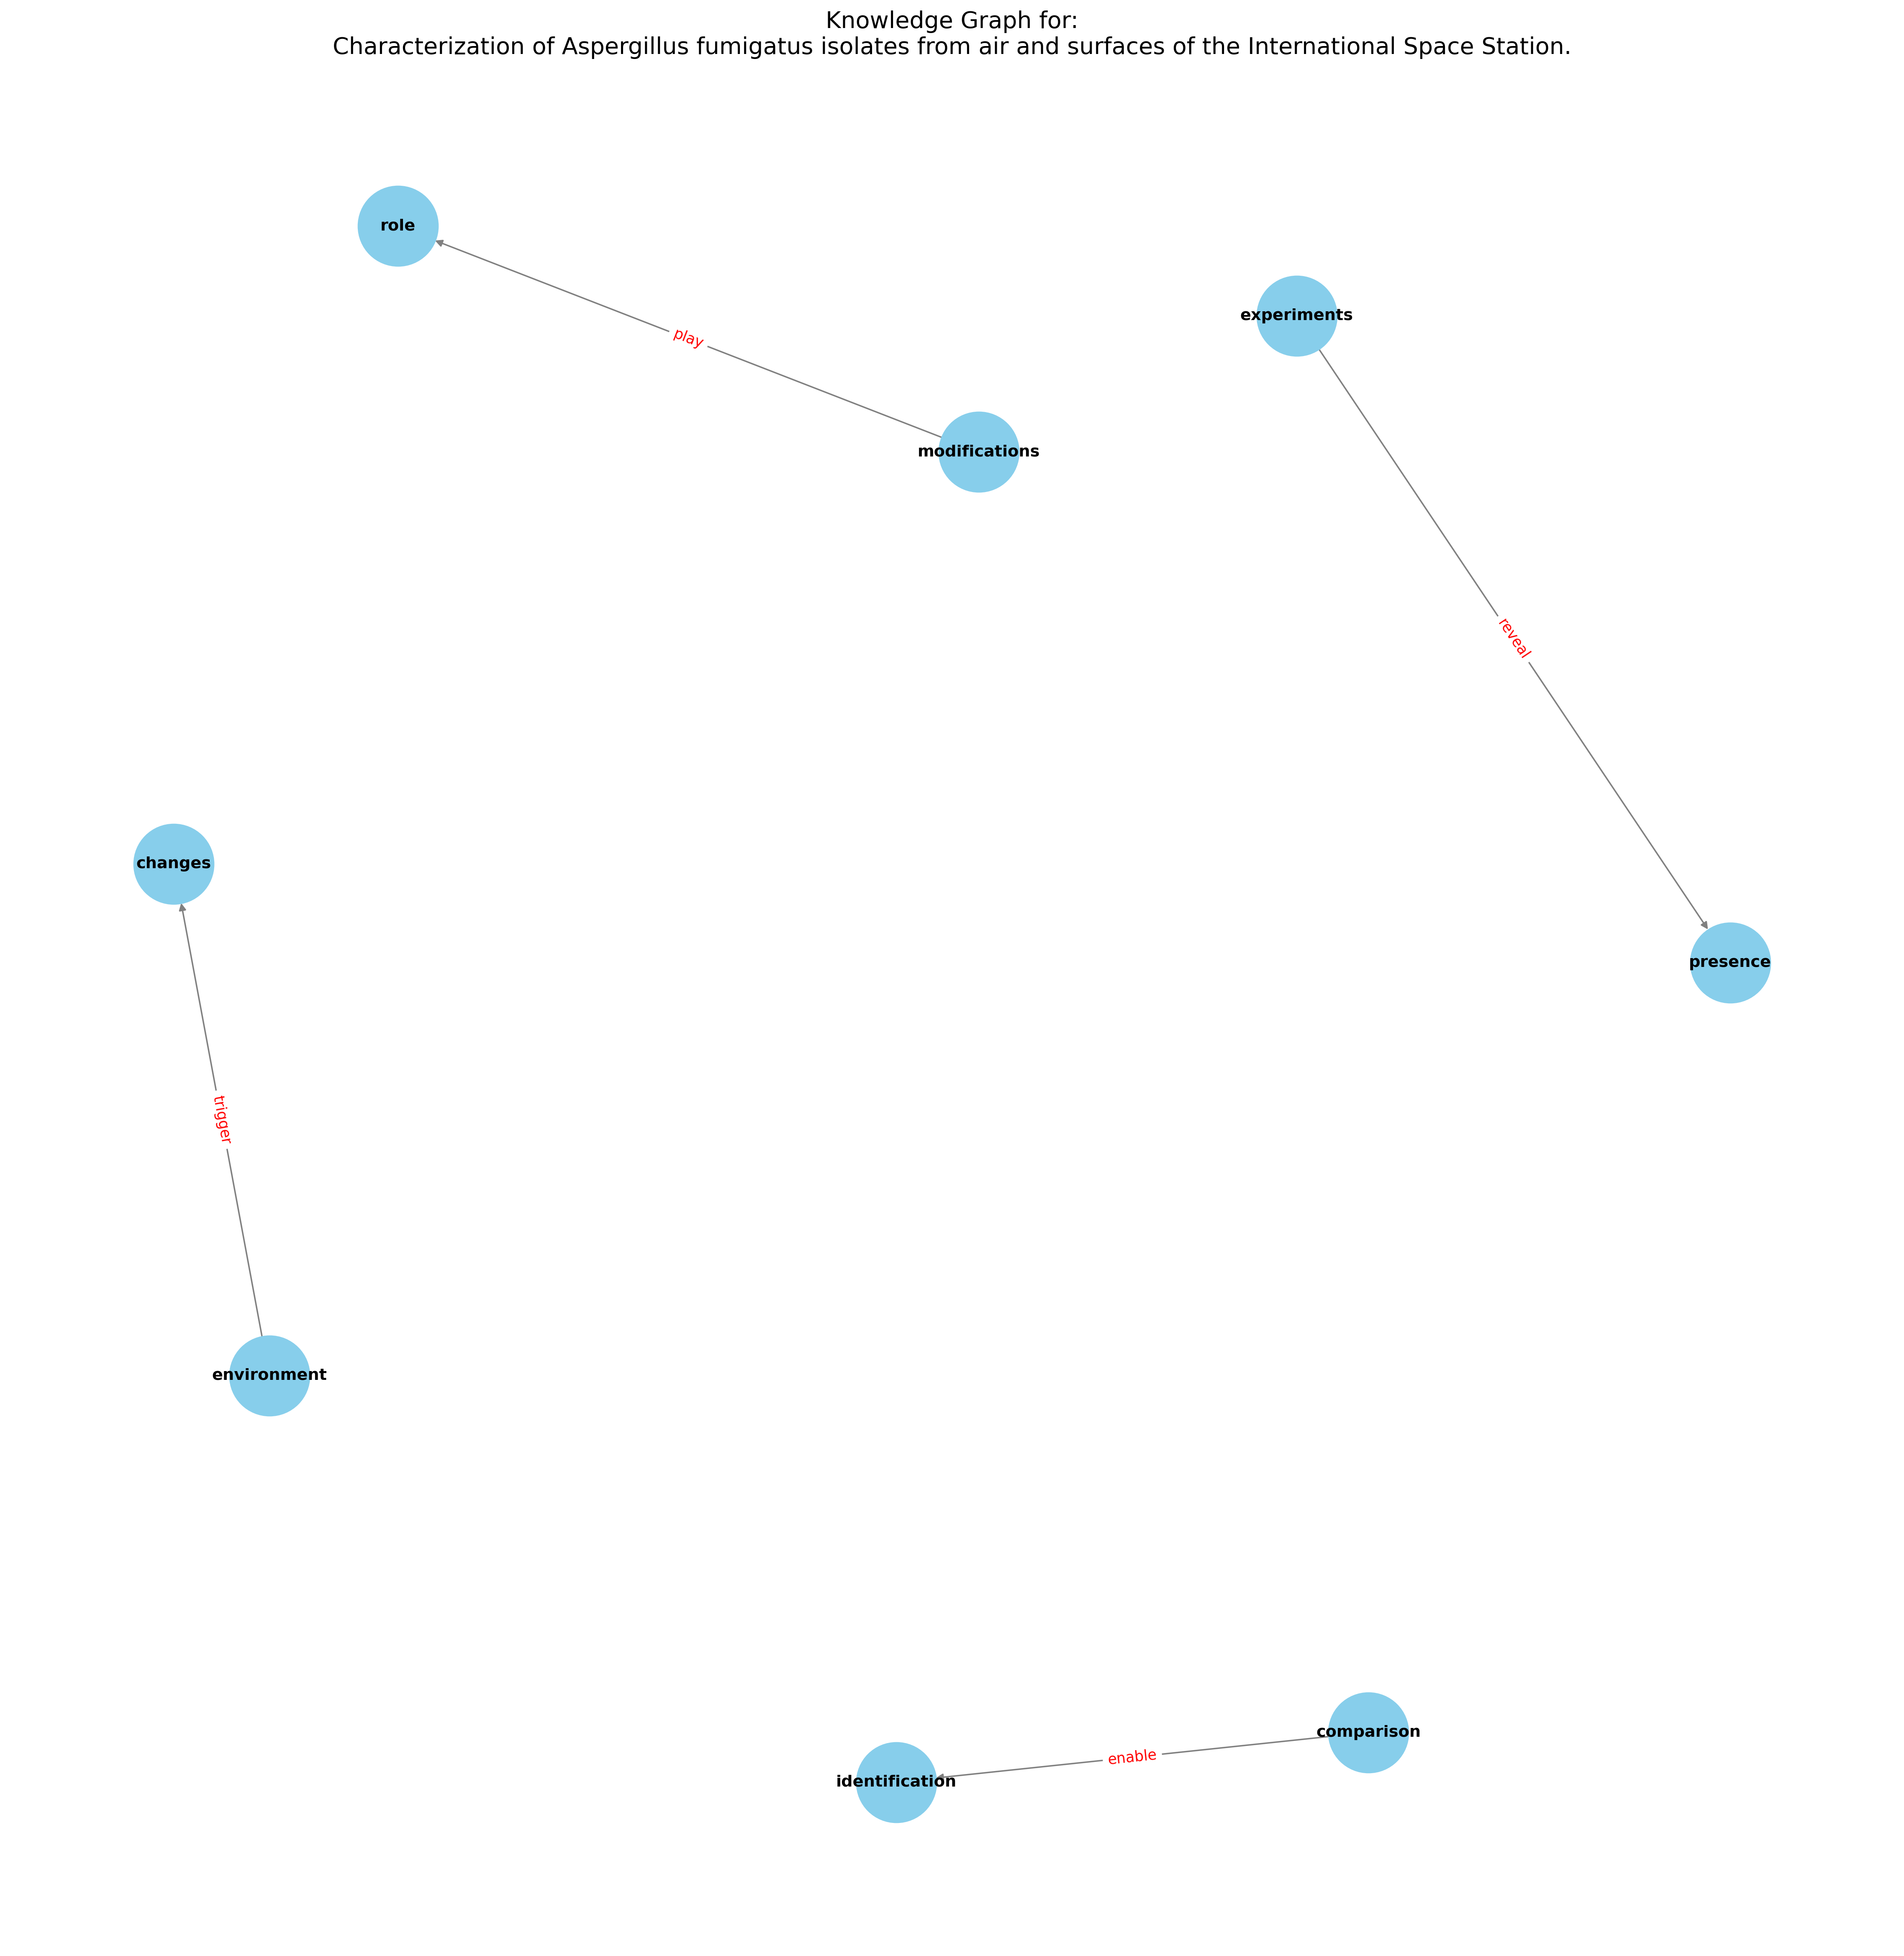 Knowledge Graph for:
Characterization of Aspergillus fumigatus isolates from air and surfaces of the International Space Station.
role
experiments
play
modifications
reveal
changes
presence
trigger
environment
comparison
enable
identification